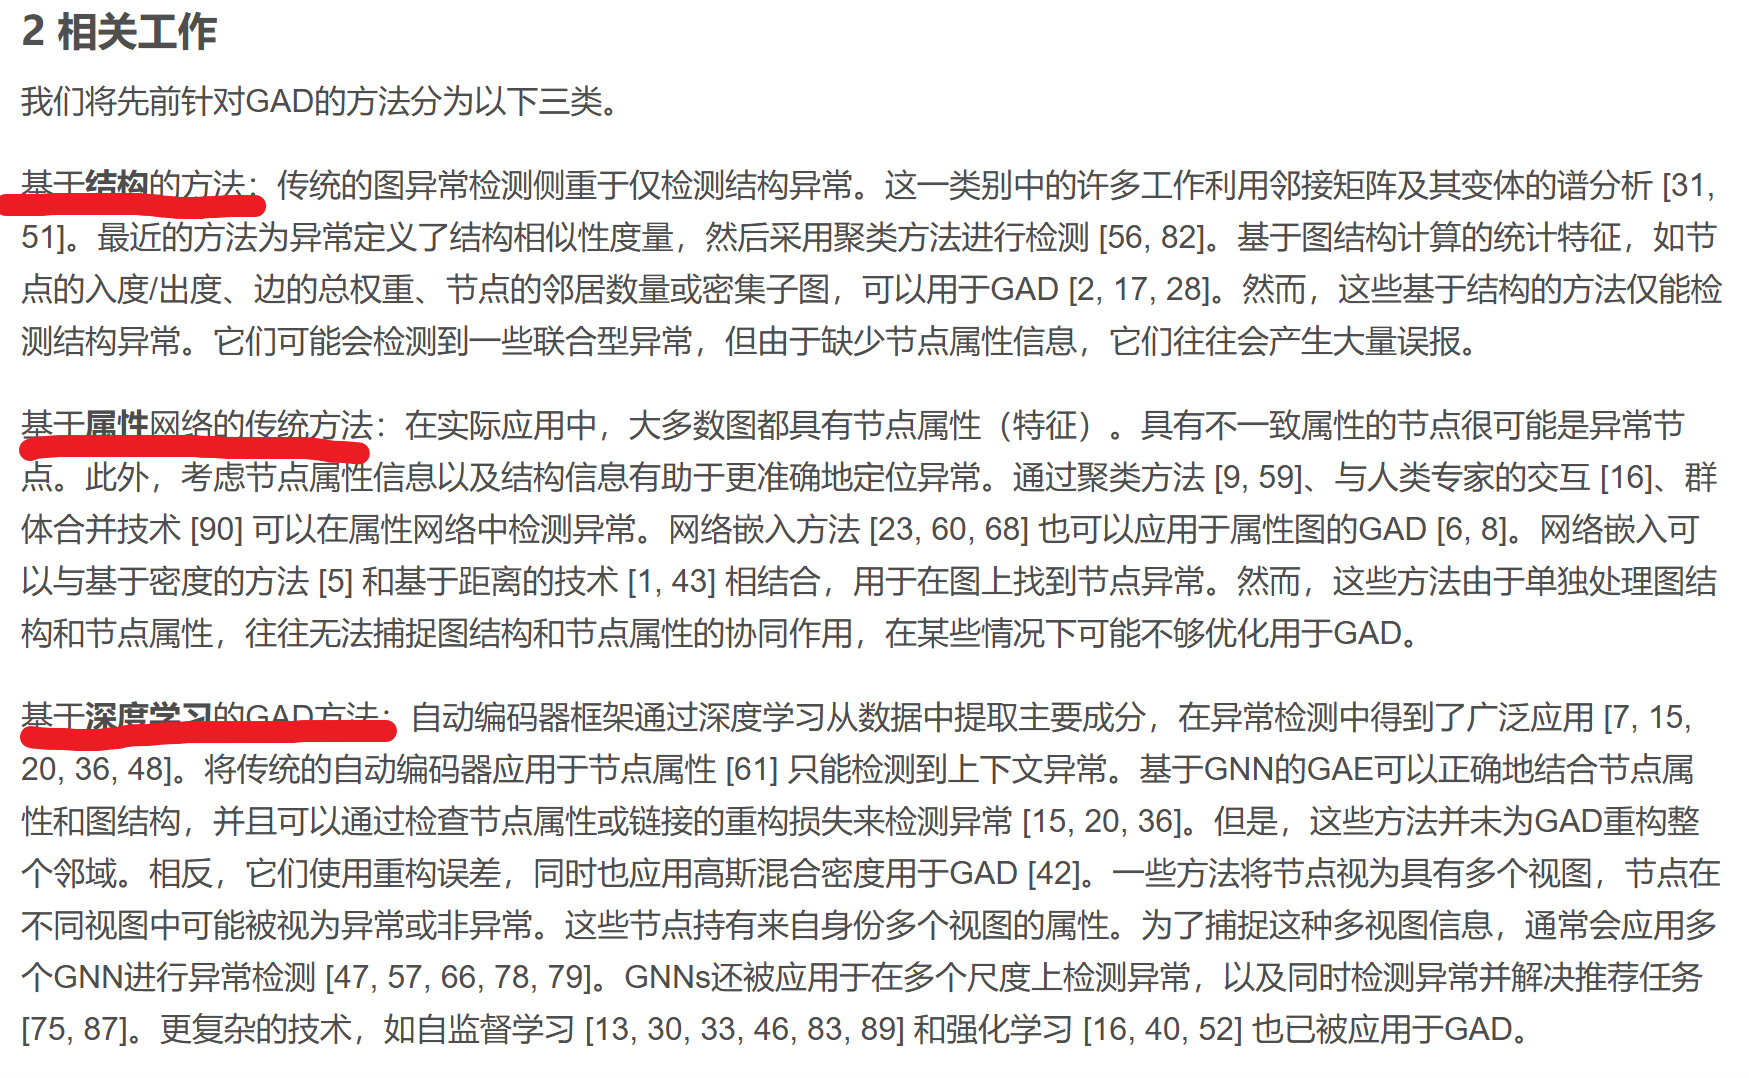 2 相关工作
我们将先前针对GAD的方法分为以下三类。
基于结构的方法：传统的图异常检测侧重于仅检测结构异常。这一类别中的许多工作利用邻接矩阵及其变体的谱分析 [31,
51]。最近的方法为异常定义了结构相似性度量，然后采用聚类方法进行检测 [56, 82]。基于图结构计算的统计特征，如节
点的入度/出度、边的总权重、节点的邻居数量或密集子图，可以用于GAD [2, 17, 28]。然而，这些基于结构的方法仅能检
测结构异常。它们可能会检测到一些联合型异常，但由于缺少节点属性信息，它们往往会产生大量误报。
基于属性网络的传统方法：在实际应用中，大多数图都具有节点属性（特征）。具有不一致属性的节点很可能是异常节
点。此外，考虑节点属性信息以及结构信息有助于更准确地定位异常。通过聚类方法 [9, 59]、与人类专家的交互 [16]、群
体合并技术 [90] 可以在属性网络中检测异常。网络嵌入方法 [23, 60, 68] 也可以应用于属性图的GAD [6, 8]。网络嵌入可
以与基于密度的方法 [5] 和基于距离的技术 [1, 43] 相结合，用于在图上找到节点异常。然而，这些方法由于单独处理图结
构和节点属性，往往无法捕捉图结构和节点属性的协同作用，在某些情况下可能不够优化用于GAD。
基于深度学习的GAD方法：自动编码器框架通过深度学习从数据中提取主要成分，在异常检测中得到了广泛应用 [7, 15,
20, 36, 48]。将传统的自动编码器应用于节点属性 [61] 只能检测到上下文异常。基于GNN的GAE可以正确地结合节点属
性和图结构，并且可以通过检查节点属性或链接的重构损失来检测异常 [15, 20, 36]。但是，这些方法并未为GAD重构整
个邻域。相反，它们使用重构误差，同时也应用高斯混合密度用于GAD [42]。一些方法将节点视为具有多个视图，节点在
不同视图中可能被视为异常或非异常。这些节点持有来自身份多个视图的属性。为了捕捉这种多视图信息，通常会应用多
个GNN进行异常检测 [47, 57, 66, 78, 79]。GNNs还被应用于在多个尺度上检测异常，以及同时检测异常并解决推荐任务
[75, 87]。更复杂的技术，如自监督学习 [13, 30, 33, 46, 83, 89] 和强化学习 [16, 40, 52] 也已被应用于GAD。